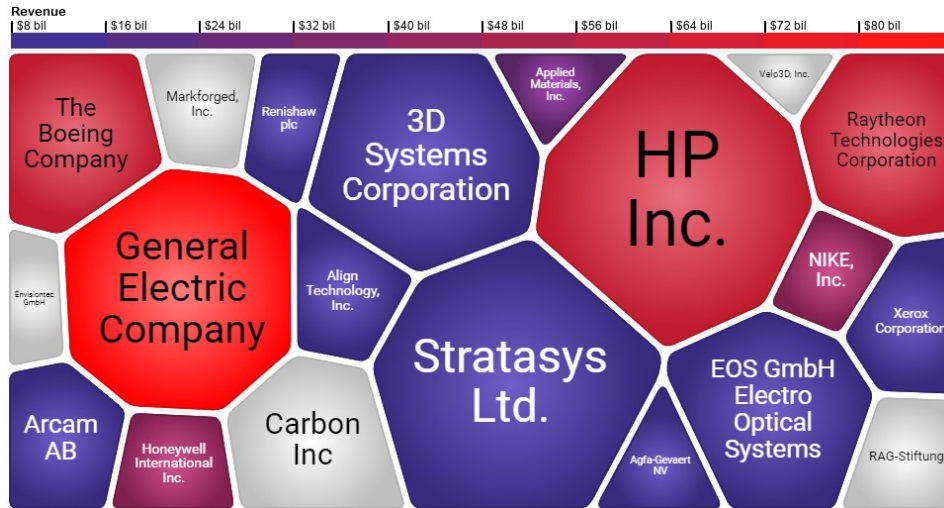 Revenue
$8 bil $16 bil $24 bil $32 bil $40 bil $48 bil $56 bil $64 bil $72 bil $80 bil
The
Boeing
Company
Markforged,
Inc.
Renishaw
plc
3D
Systems
Corporation
Applied
Materials,
Inc.
HP
Inc.
Velo3D, Inc.
Raytheon
Technologies
Corporation
Envisiontec
GmbH
General
Electric
Company
Align
Technology,
Inc.
Stratasys
Ltd.
NIKE,
Inc.
Xerox
Corporation
Arcam
AB
Honeywell
International
Inc.
Carbon
Inc
Agfa-Gevaert
NV
EOS GmbH
Electro
Optical
Systems
RAG-Stiftung